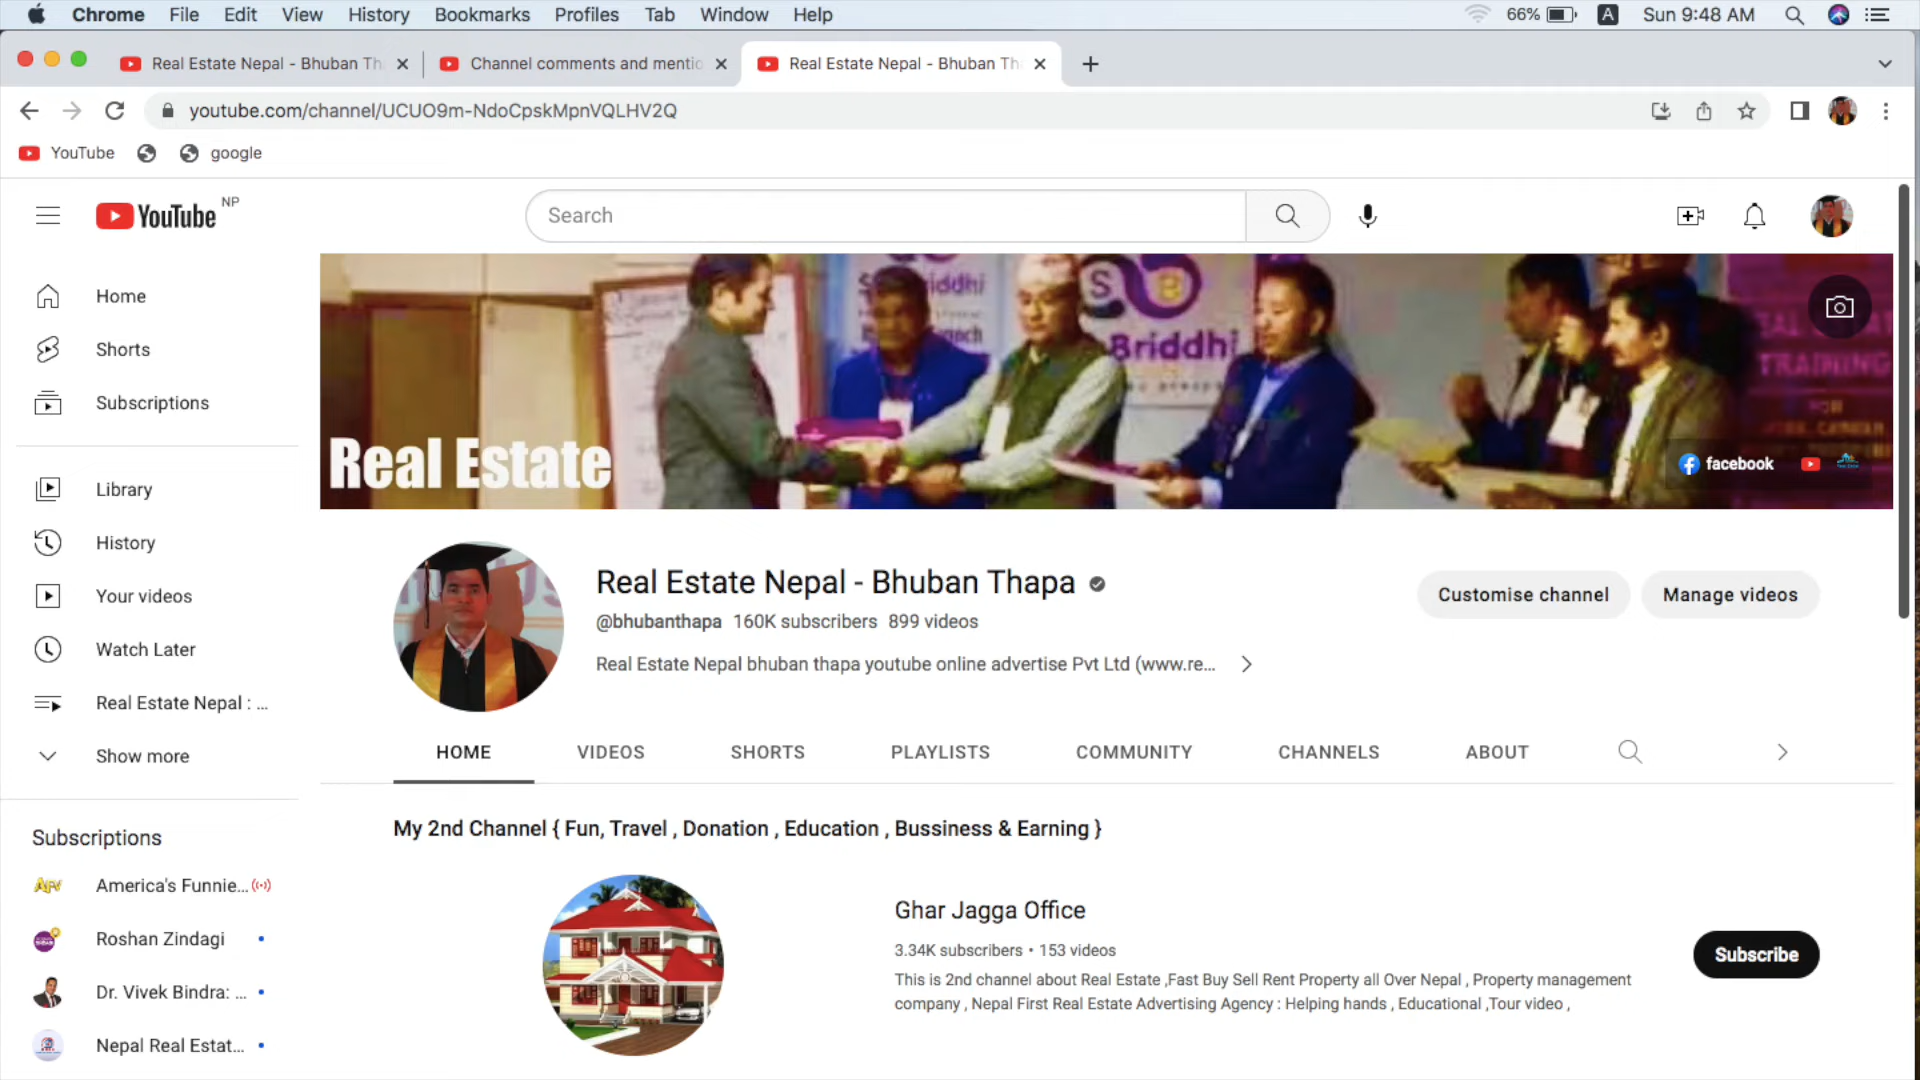 Chrome File Edit View History Bookmarks Profiles Tab Window Help 66% A Sun 9:48 AM
Real Estate Nepal - Bhuban Th
Channel comments and mentio
Real Estate Nepal - Bhuban Th
youtube.com/channel/UCUO9m-NdoCpskMpnVQLHV2Q
YouTube google
YouTube NP
Search
Home
Shorts
Subscriptions
Library
History
Your videos
Watch Later
Real Estate Nepal : ...
Show more
Subscriptions
America's Funnie...
Roshan Zindagi
Dr. Vivek Bindra: ...
Nepal Real Estat...
S B
Briddhi
TRAINING
Real Estate
facebook
Real Estate Nepal - Bhuban Thapa
@bhubanthapa 160K subscribers 899 videos
Real Estate Nepal bhuban thapa youtube online advertise Pvt Ltd (www.re...
Customise channel
Manage videos
HOME VIDEOS SHORTS PLAYLISTS COMMUNITY CHANNELS ABOUT
My 2nd Channel { Fun, Travel , Donation , Education , Bussiness & Earning }
Ghar Jagga Office
3.34K subscribers • 153 videos
This is 2nd channel about Real Estate ,Fast Buy Sell Rent Property all Over Nepal , Property management
company , Nepal First Real Estate Advertising Agency : Helping hands , Educational ,Tour video ,
Subscribe